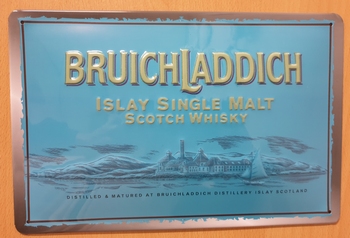 BRUICHLADDICH
ISLAY SINGLE MALT
SCOTCH WHISKY
DISTILLED & MATURED AT BRUICHLADDICH DISTILLERY ISLAY SCOTLAND